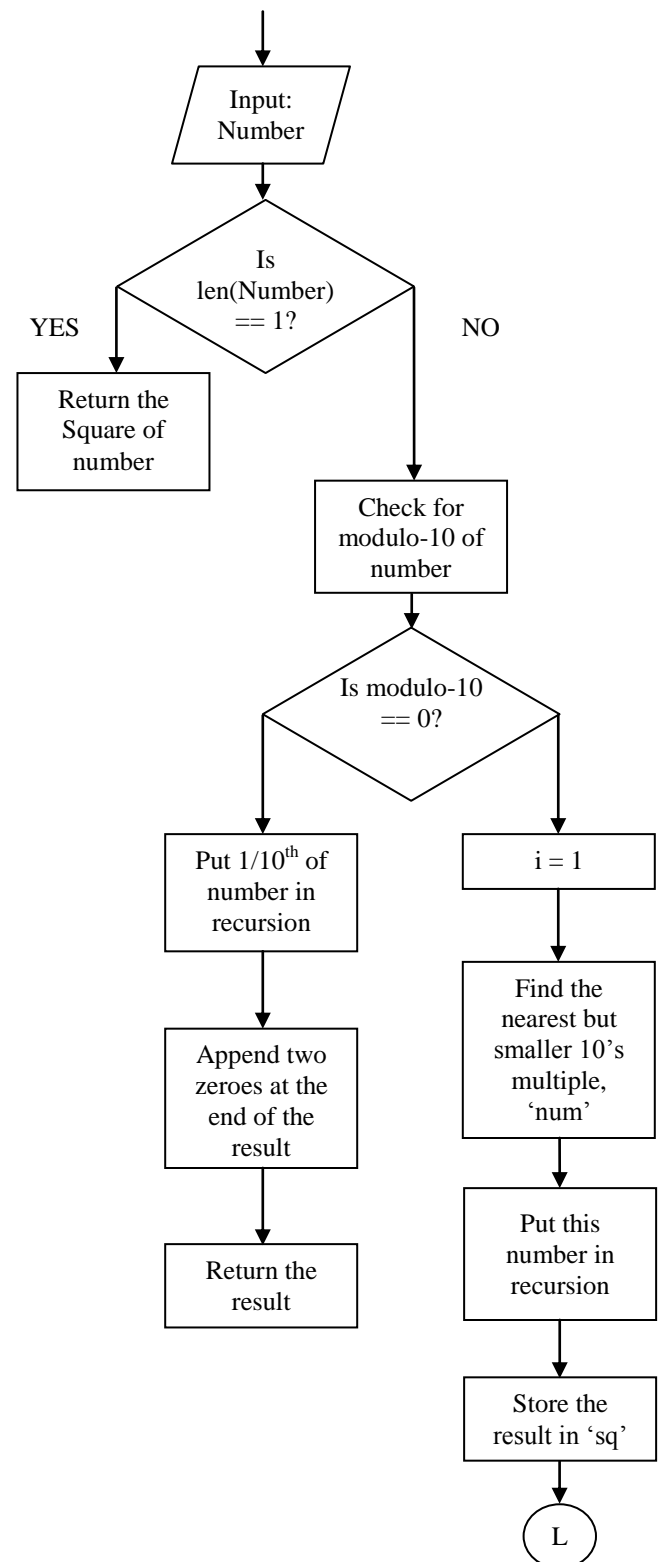 Input:
Number
Is
len(Number)
== 1?
YES
NO
Return the
Square of
number
Check for
modulo-10 of
number
Is modulo-10
== 0?
Put 1/10th of
number in
recursion
Append two
zeroes at the
end of the
result
Return the
result
i = 1
Find the
nearest but
smaller 10’s
multiple,
‘num’
Put this
number in
recursion
Store the
result in ‘sq’
L